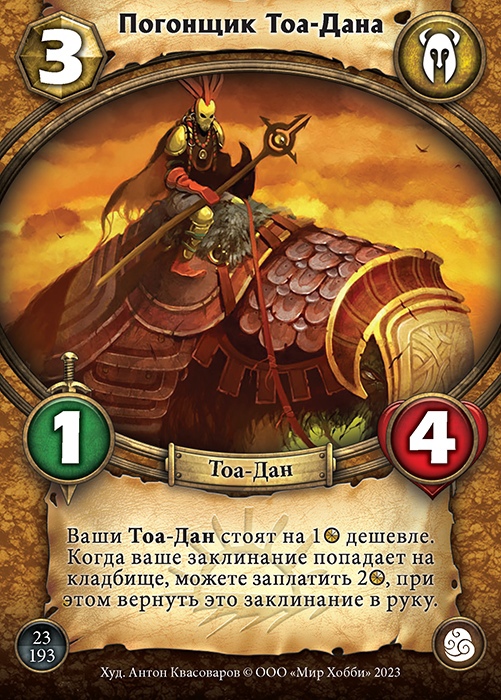 Погонщик Тоа-Дана
3
1
4
Тоа-Дан
Ваши Тоа-Дан стоят на 1 дешевле.
Когда ваше заклинание попадает на
кладбище, можете заплатить 2, при
этом вернуть это заклинание в руку.
23
193
Худ. Антон Квасоваров © ООО «Мир Хобби» 2023